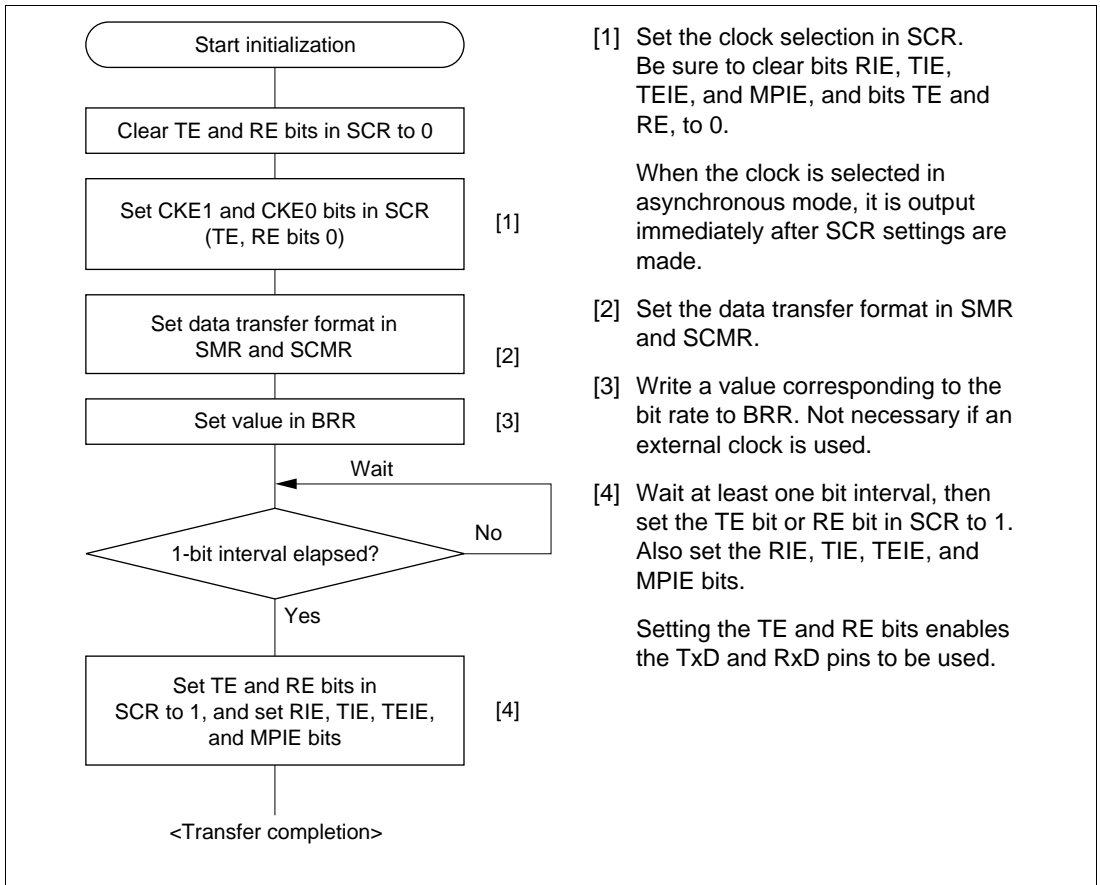 Start initialization
Clear TE and RE bits in SCR to 0
Set CKE1 and CKE0 bits in SCR
(TE, RE bits 0)
[1]
Set data transfer format in
SMR and SCMR
[2]
Set value in BRR
[3]
Wait
No
1-bit interval elapsed?
Yes
Set TE and RE bits in
SCR to 1, and set RIE, TIE, TEIE,
and MPIE bits
[4]
<Transfer completion>
[1] Set the clock selection in SCR.
Be sure to clear bits RIE, TIE,
TEIE, and MPIE, and bits TE and
RE, to 0.
When the clock is selected in
asynchronous mode, it is output
immediately after SCR settings are
made.
[2] Set the data transfer format in SMR
and SCMR.
[3] Write a value corresponding to the
bit rate to BRR. Not necessary if an
external clock is used.
[4] Wait at least one bit interval, then
set the TE bit or RE bit in SCR to 1.
Also set the RIE, TIE, TEIE, and
MPIE bits.
Setting the TE and RE bits enables
the TxD and RxD pins to be used.